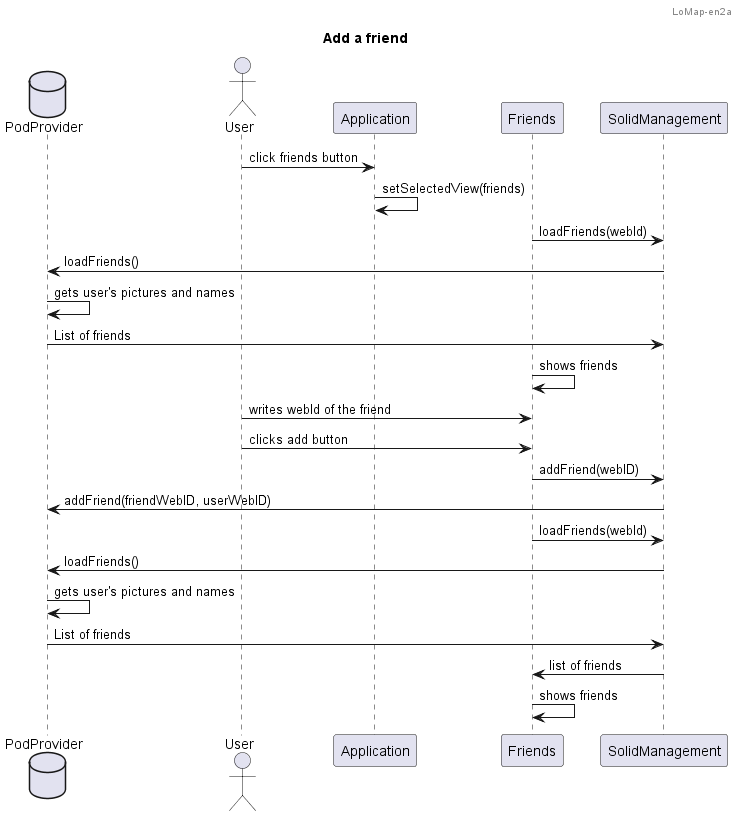 LoMap-en2a
Add a friend
PodProvider
User
Application
Friends
SolidManagement
click friends button
setSelectedView(friends)
loadFriends(webId)
loadFriends()
gets user's pictures and names
List of friends
shows friends
writes webId of the friend
clicks add button
addFriend(webID)
addFriend(friendWebID, userWebID)
loadFriends(webId)
loadFriends()
gets user's pictures and names
List of friends
list of friends
shows friends
PodProvider
User
Application
Friends
SolidManagement